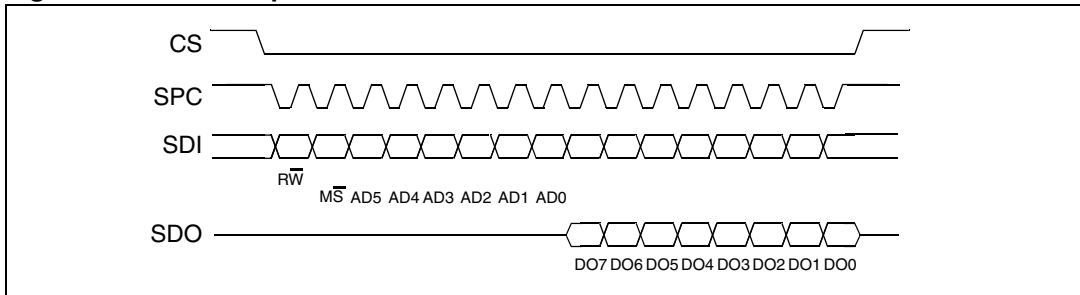 CS
SPC
SDI
RW̅
MS̅ AD5 AD4 AD3 AD2 AD1 AD0
SDO
DO7 DO6 DO5 DO4 DO3 DO2 DO1 DO0